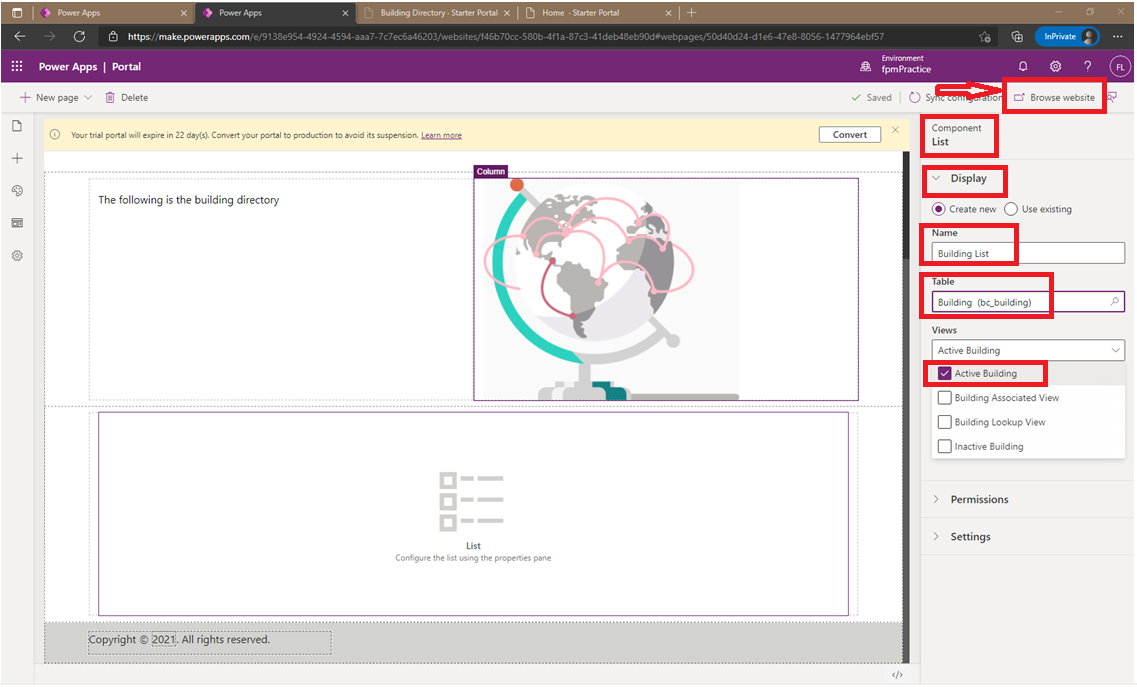 Power Apps
Power Apps
Building Directory - Starter Portal
Home - Starter Portal
https://make.powerapps.com/e/9138e954-4924-4594-aaa7-7c7ec6a46203/websites/f46b70cc-580b-4f1a-87c3-41deb48eb90d#webpages/50d40d24-d1e6-47e8-8056-1477964ebf57
InPrivate
Power Apps | Portal
Environment
fpmPractice
FL
New page
Delete
Saved
Sync configuration
Browse website
Your trial portal will expire in 22 day(s). Convert your portal to production to avoid its suspension. Learn more
Convert
Component
List
Column
The following is the building directory
Display
Create new
Use existing
Name
Building List
Table
Building (bc_building)
Views
Active Building
Active Building
Building Associated View
Building Lookup View
Inactive Building
Permissions
Settings
List
Configure the list using the properties pane
Copyright © 2021. All rights reserved.